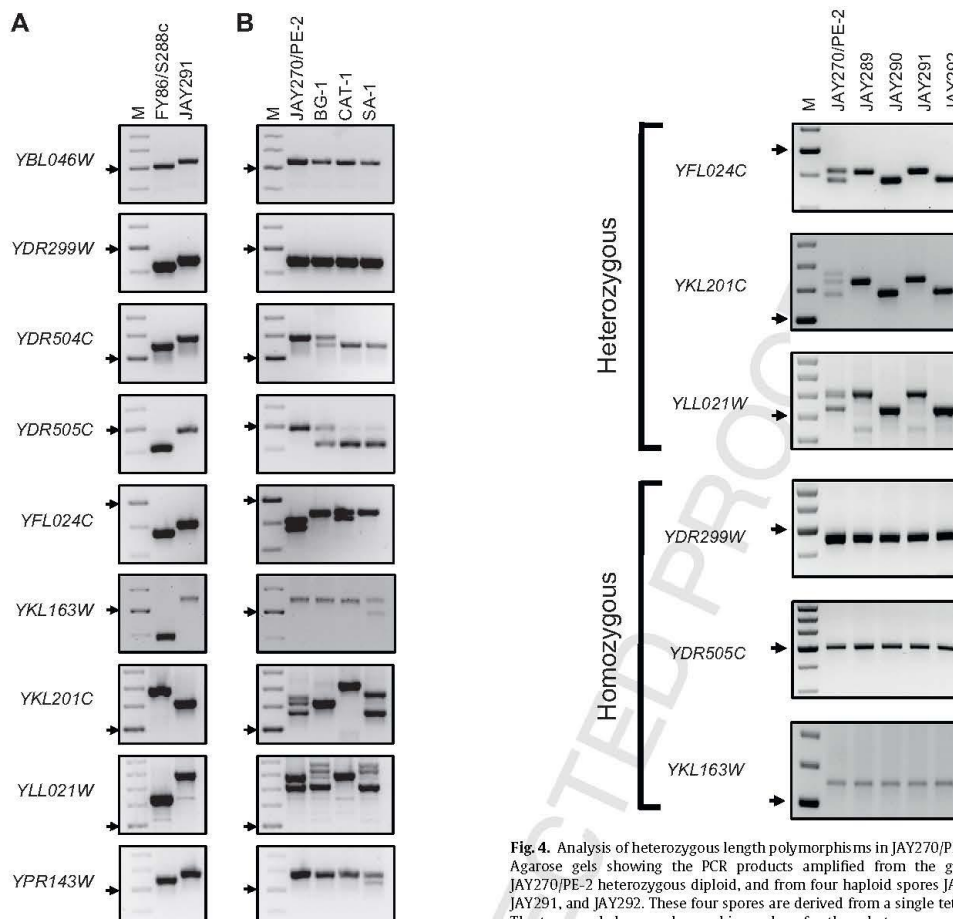 A
B
M
FY86/S288c
JAY291
M
JAY270/PE-2
BG-1
CAT-1
SA-1
YBL046W
YDR299W
YDR504C
YDR505C
YFL024C
YKL163W
YKL201C
YLL021W
YPR143W
M
JAY270/PE-2
JAY289
JAY290
JAY291
JAY292
Heterozygous
YFL024C
YKL201C
YLL021W
Homozygous
YDR299W
YDR505C
YKL163W
Fig. 4. Analysis of heterozygous length polymorphisms in JAY270/P
Agarose gels showing the PCR products amplified from the g
JAY270/PE-2 heterozygous diploid, and from four haploid spores JA
JAY291, and JAY292. These four spores are derived from a single tet